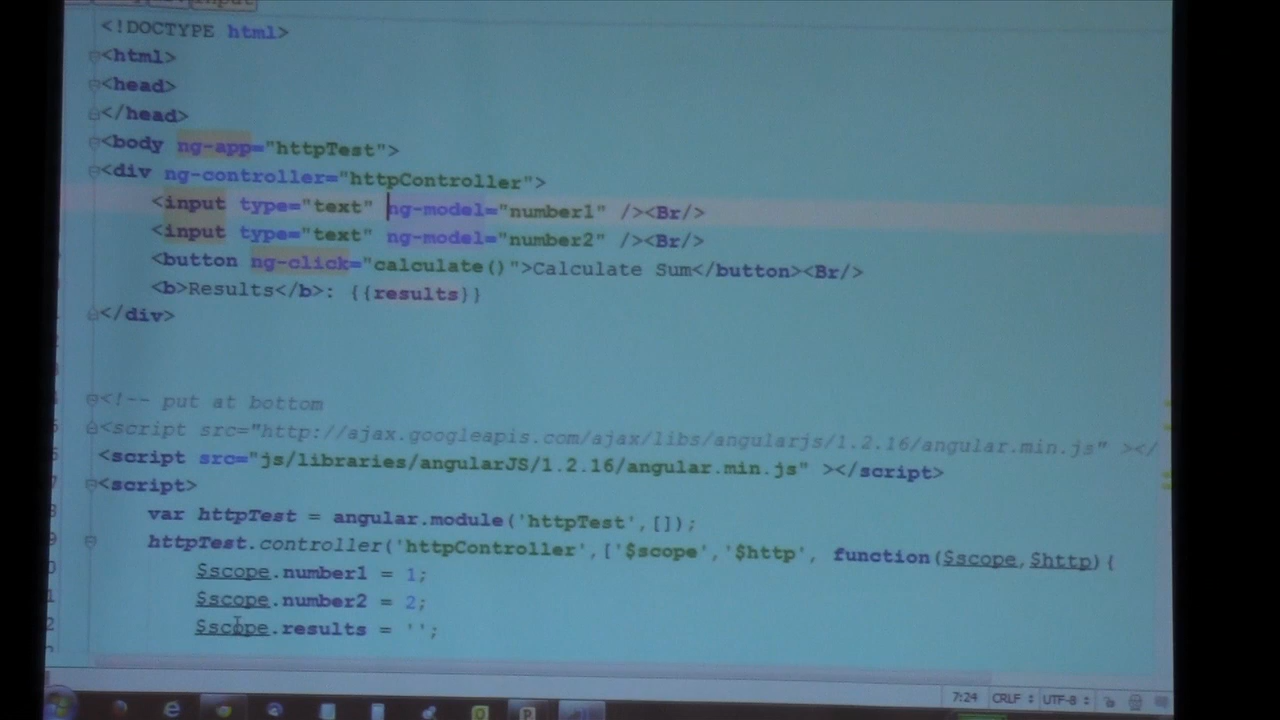 <!DOCTYPE html>
<html>
<head>
</head>
<body ng-app="httpTest">
<div ng-controller="httpController">
<input type="text" ng-model="number1" /><Br/>
<input type="text" ng-model="number2" /><Br/>
<button ng-click="calculate()">Calculate Sum</button><Br/>
<b>Results</b>: {{results}}
</div>
<!-- put at bottom
<script src="http://ajax.googleapis.com/ajax/libs/angularjs/1.2.16/angular.min.js" ></
<script src="js/libraries/angularJS/1.2.16/angular.min.js" ></script>
<script>
var httpTest = angular.module('httpTest',[]);
httpTest.controller('httpController',['$scope','$http', function($scope,$http){
$scope.number1 = 1;
$scope.number2 = 2;
$scope.results = '';
7:24 CRLF UTF-8